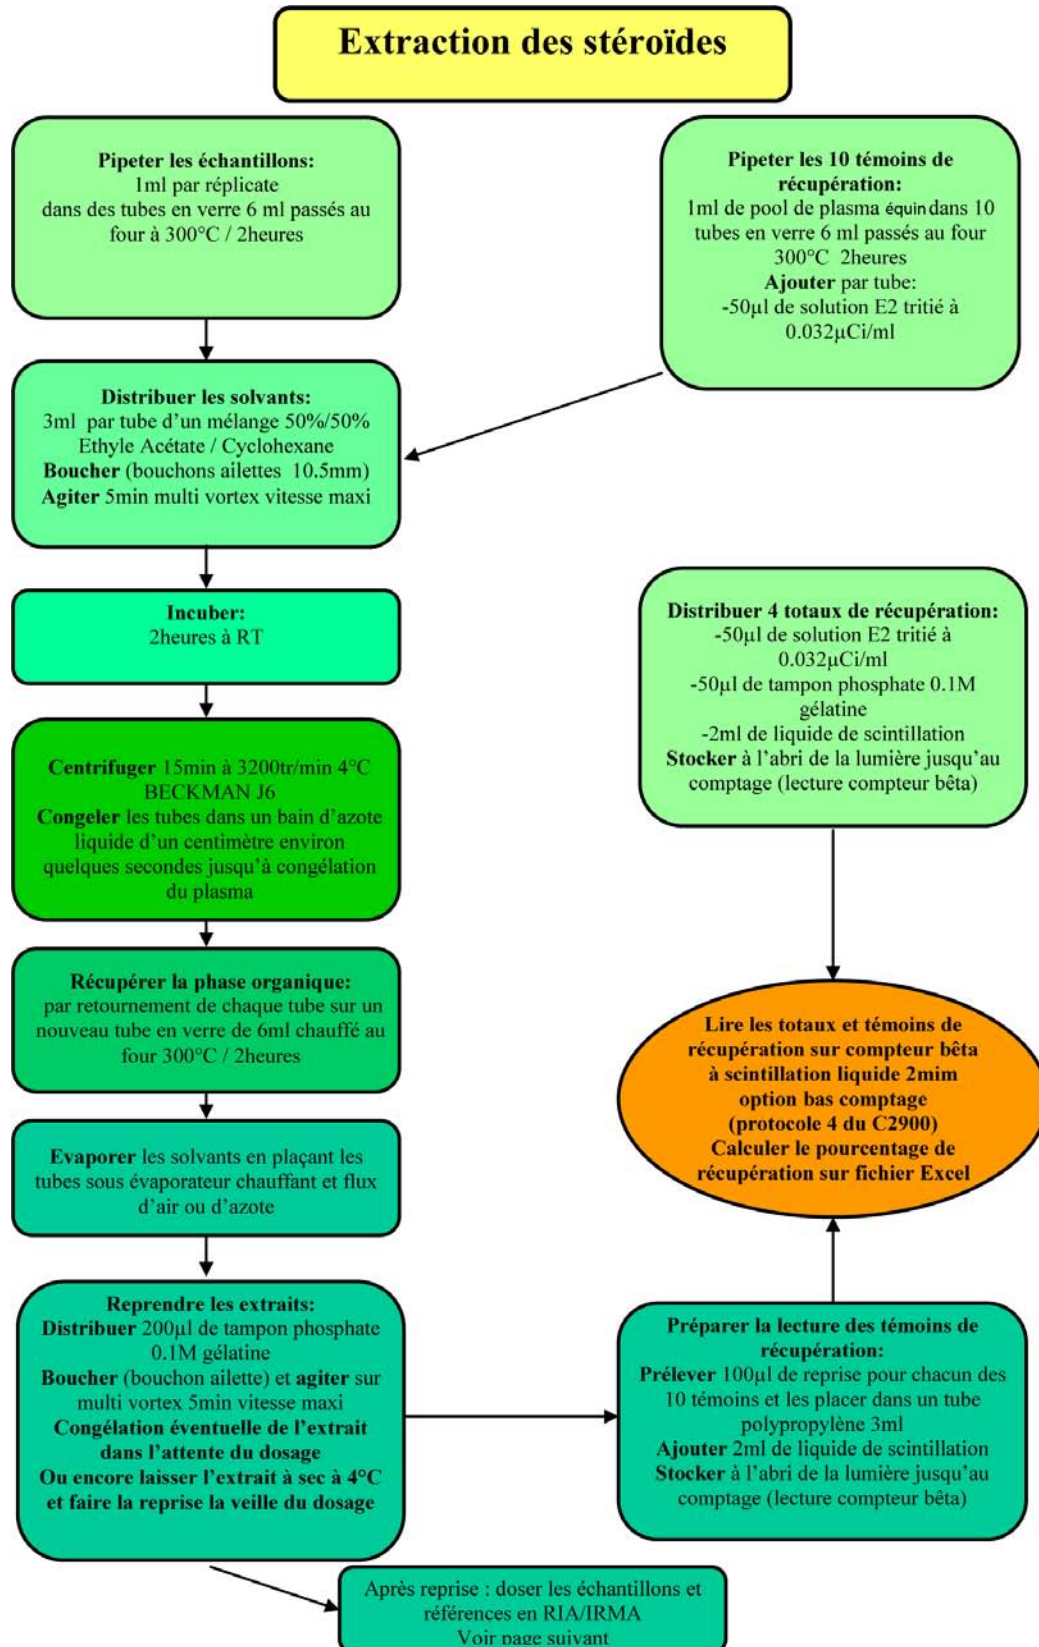 Extraction des stéroïdes
Pipeter les échantillons:
1ml par réplicate
dans des tubes en verre 6 ml passés au
four à 300°C / 2heures
Pipeter les 10 témoins de
récupération:
1ml de pool de plasma équin dans 10
tubes en verre 6 ml passés au four
300°C 2heures
Ajouter par tube:
-50µl de solution E2 tritié à
0.032µCi/ml
Distribuer les solvants:
3ml par tube d'un mélange 50%/50%
Ethyle Acétate / Cyclohexane
Boucher (bouchons ailettes 10.5mm)
Agiter 5min multi vortex vitesse maxi
Incuber:
2heures à RT
Distribuer 4 totaux de récupération:
-50µl de solution E2 tritié à
0.032µCi/ml
-50µl de tampon phosphate 0.1M
gélatine
-2ml de liquide de scintillation
Stocker à l'abri de la lumière jusqu'au
comptage (lecture compteur bêta)
Centrifuger 15min à 3200tr/min 4°C
BECKMAN J6
Congeler les tubes dans un bain d'azote
liquide d'un centimètre environ
quelques secondes jusqu'à congélation
du plasma
Récupérer la phase organique:
par retournement de chaque tube sur un
nouveau tube en verre de 6ml chauffé au
four 300°C / 2heures
Lire les totaux et témoins de
récupération sur compteur bêta
à scintillation liquide 2mim
option bas comptage
(protocole 4 du C2900)
Calculer le pourcentage de
récupération sur fichier Excel
Evaporer les solvants en plaçant les
tubes sous évaporateur chauffant et flux
d'air ou d'azote
Reprendre les extraits:
Distribuer 200µl de tampon phosphate
0.1M gélatine
Boucher (bouchon ailette) et agiter sur
multi vortex 5min vitesse maxi
Congélation éventuelle de l'extrait
dans l'attente du dosage
Ou encore laisser l'extrait à sec à 4°C
et faire la reprise la veille du dosage
Préparer la lecture des témoins de
récupération:
Prélever 100µl de reprise pour chacun des
10 témoins et les placer dans un tube
polypropylène 3ml
Ajouter 2ml de liquide de scintillation
Stocker à l'abri de la lumière jusqu'au
comptage (lecture compteur bêta)
Après reprise : doser les échantillons et
références en RIA/IRMA
Voir page suivant